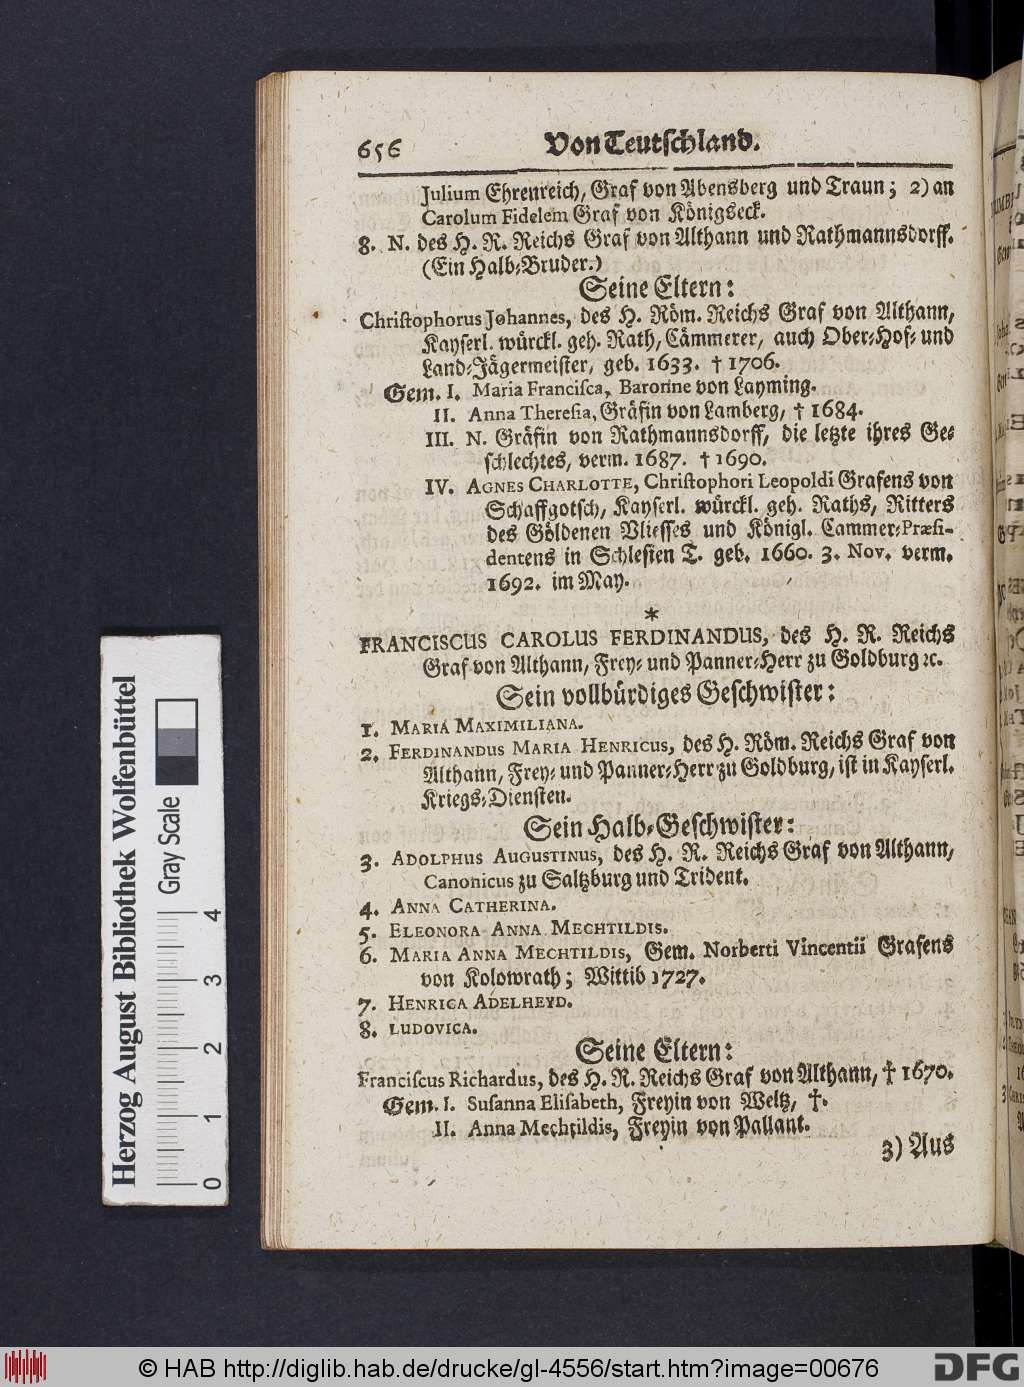 656 Von Teutschland.
Julium Ehrenreich, Graf von Abensberg und Traun; 2) an
Carolum Fidelem Graf von Königseck.
8. N. des H. R. Reichs Graf von Althann und Rathmannsdorff.
(Ein Halb-Bruder.)
Seine Eltern:
Christophorus Johannes, des H. Röm. Reichs Graf von Althann,
Kayserl. würckl. geh. Rath, Cämmerer, auch Ober-Hof- und
Land-Jägermeister, geb. 1633. † 1706.
Gem. I. Maria Francisca, Baronne von Layming.
II. Anna Theresia, Gräfin von Lamberg, † 1684.
III. N. Gräfin von Rathmannsdorff, die letzte ihres Ge-
schlechtes, verm. 1687. † 1690.
IV. AGNES CHARLOTTE, Christophori Leopoldi Grafens von
Schaffgotsch, Kayserl. würckl. geh. Raths, Ritters
des Göldenen Vliesses und Königl. Cammer-Præsi-
dentens in Schlesien T. geb. 1660. 3. Nov. verm.
1692. im May.
*
FRANCISCUS CAROLUS FERDINANDUS, des H. R. Reichs
Graf von Althann, Frey- und Panner-Herr zu Goldburg ꝛc.
Sein vollbürdiges Geschwister:
1. MARIA MAXIMILIANA.
2. FERDINANDUS MARIA HENRICUS, des H. Röm. Reichs Graf von
Althann, Frey- und Panner-Herr zu Goldburg, ist in Kayserl.
Kriegs-Diensten.
Sein Halb-Geschwister:
3. ADOLPHUS AUGUSTINUS, des H. R. Reichs Graf von Althann,
Canonicus zu Saltzburg und Trident.
4. ANNA CATHERINA.
5. ELEONORA ANNA MECHTILDIS.
6. MARIA ANNA MECHTILDIS, Gem. Norberti Vincentii Grafens
von Kolowrath; Wittib 1727.
7. HENRICA ADELHEYD.
8. LUDOVICA.
Seine Eltern:
Franciscus Richardus, des H. R. Reichs Graf von Althann, † 1670.
Gem. I. Susanna Elisabeth, Freyin von Weltz, †.
II. Anna Mechtildis, Freyin von Pallant.
3) Aus
Herzog August Bibliothek Wolfenbüttel
Gray Scale
0 1 2 3 4
© HAB http://diglib.hab.de/drucke/gl-4556/start.htm?image=00676
DFG